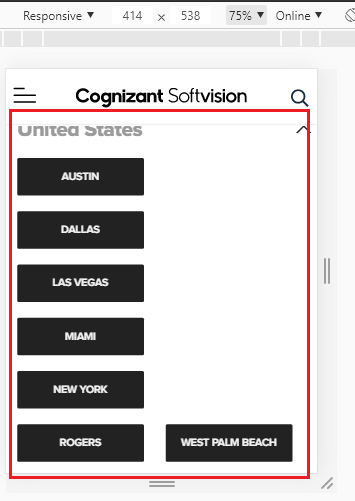 Responsive ▼ 414 × 538 75% ▼ Online ▼
Cognizant Softvision
United States
AUSTIN
DALLAS
LAS VEGAS
MIAMI
NEW YORK
ROGERS WEST PALM BEACH